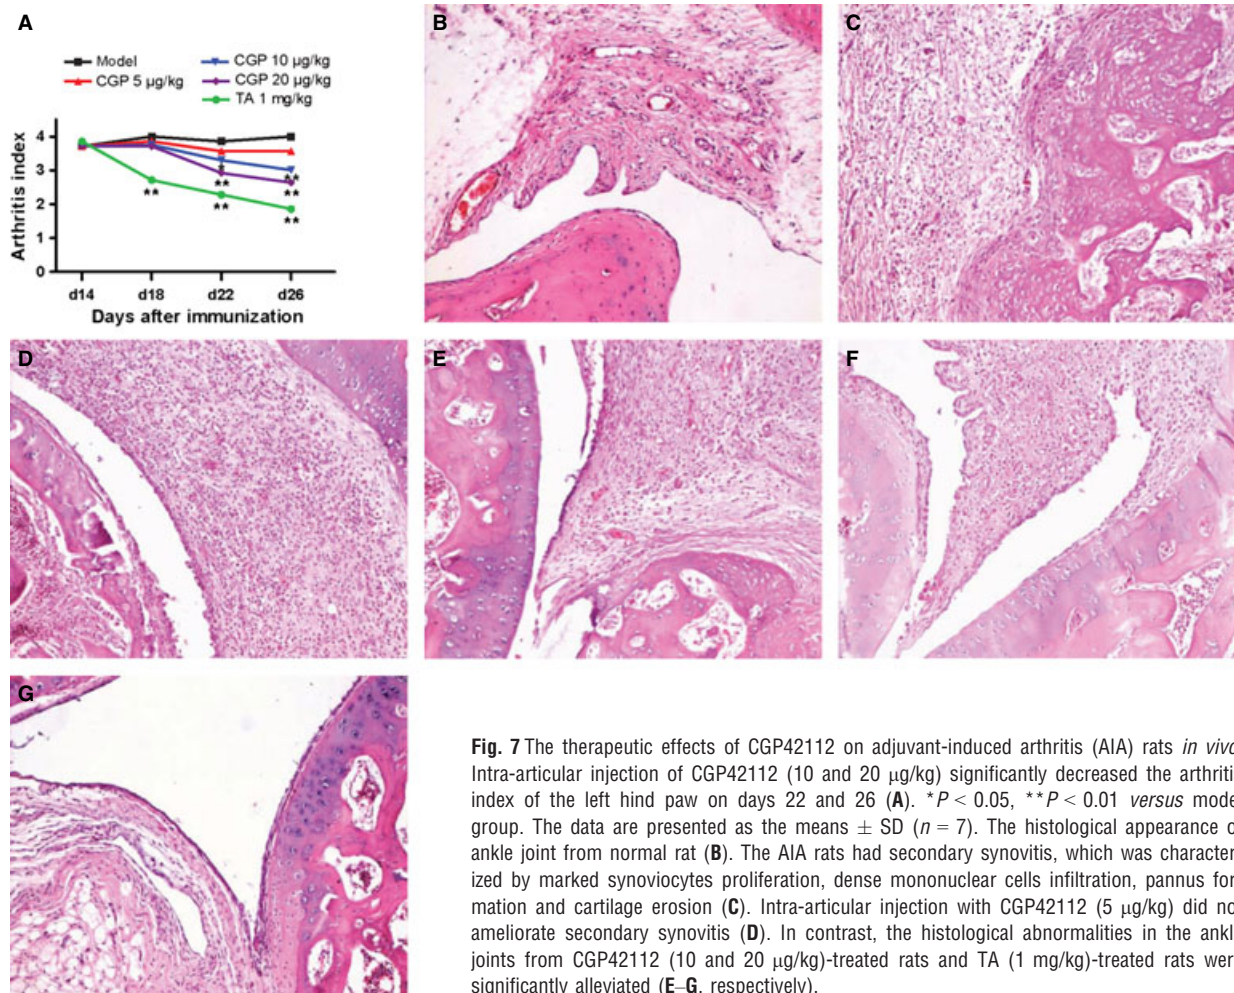 A
Model
CGP 5 µg/kg
CGP 10 µg/kg
CGP 20 µg/kg
TA 1 mg/kg
Arthritis index
4
3
2
1
0
*
**
**
**
**
**
**
d14 d18 d22 d26
Days after immunization
B
C
D
E
F
G
Fig. 7 The therapeutic effects of CGP42112 on adjuvant-induced arthritis (AIA) rats in vivo
Intra-articular injection of CGP42112 (10 and 20 µg/kg) significantly decreased the arthriti
index of the left hind paw on days 22 and 26 (A). *P < 0.05, **P < 0.01 versus mode
group. The data are presented as the means ± SD (n = 7). The histological appearance o
ankle joint from normal rat (B). The AIA rats had secondary synovitis, which was character
ized by marked synoviocytes proliferation, dense mononuclear cells infiltration, pannus for
mation and cartilage erosion (C). Intra-articular injection with CGP42112 (5 µg/kg) did no
ameliorate secondary synovitis (D). In contrast, the histological abnormalities in the ankl
joints from CGP42112 (10 and 20 µg/kg)-treated rats and TA (1 mg/kg)-treated rats wer
significantly alleviated (E–G, respectively).